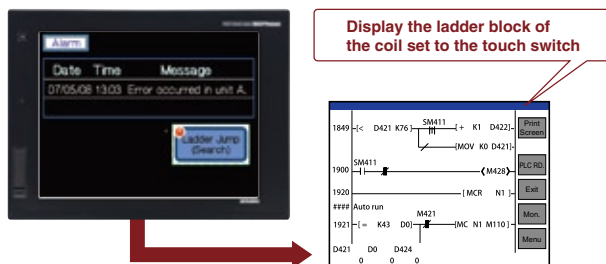 Alarm
Date Time Message
07/05/08 13:03 Error occurred in unit A.
Ladder Jump
(Search)
Display the ladder block of
the coil set to the touch switch
1849 [< D421 K76 ] SM411 [+ K1 D422]
[MOV K0 D421]
SM411
1900 < M428 >
1920 [ MCR N1 ]
#### Auto run
1921 [ = K43 D0] M421 [MC N1 M110 ]
D421 D0 D424
0 0 0
Print
Screen
PLC RD.
Exit
Mon.
Menu